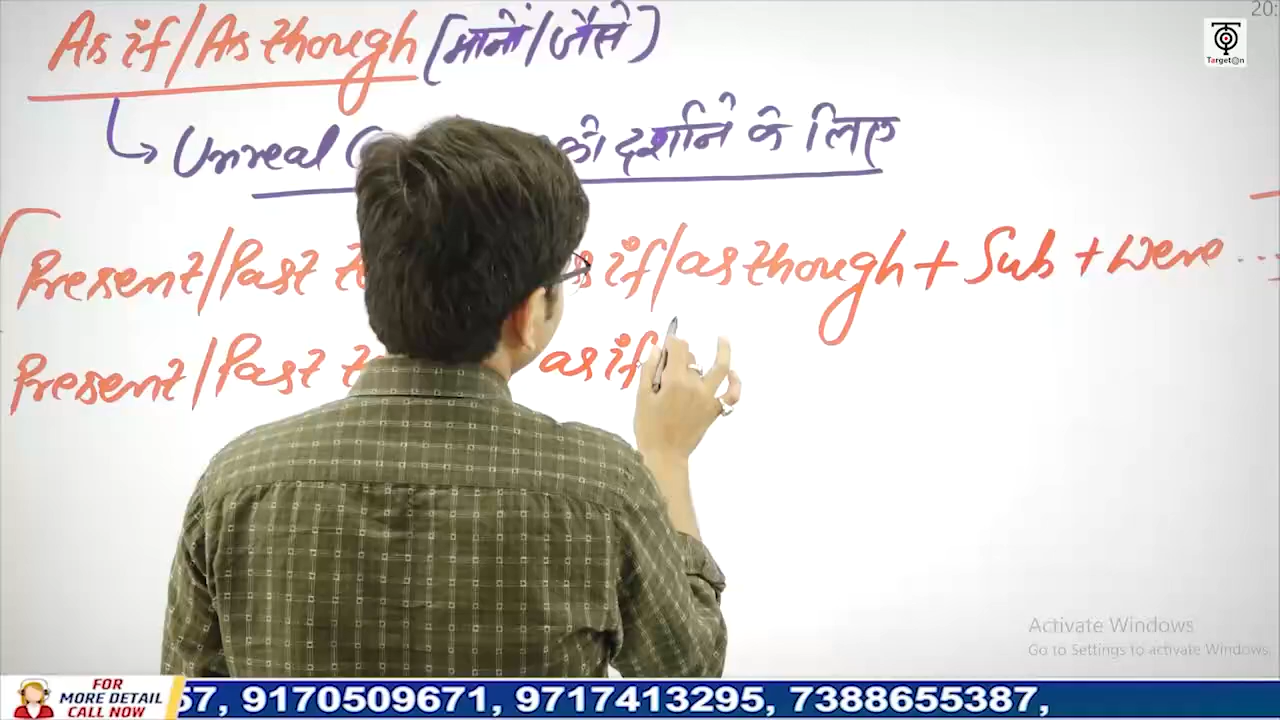 20:
Target@n
As if/As though (मानों/जैसे)
Unreal को दर्शाने के लिए
Present/Past if/as though + Sub + Were ...
Present/Past as if
Activate Windows
Go to Settings to activate Windows.
FOR
MORE DETAIL
CALL NOW
57, 9170509671, 9717413295, 7388655387,